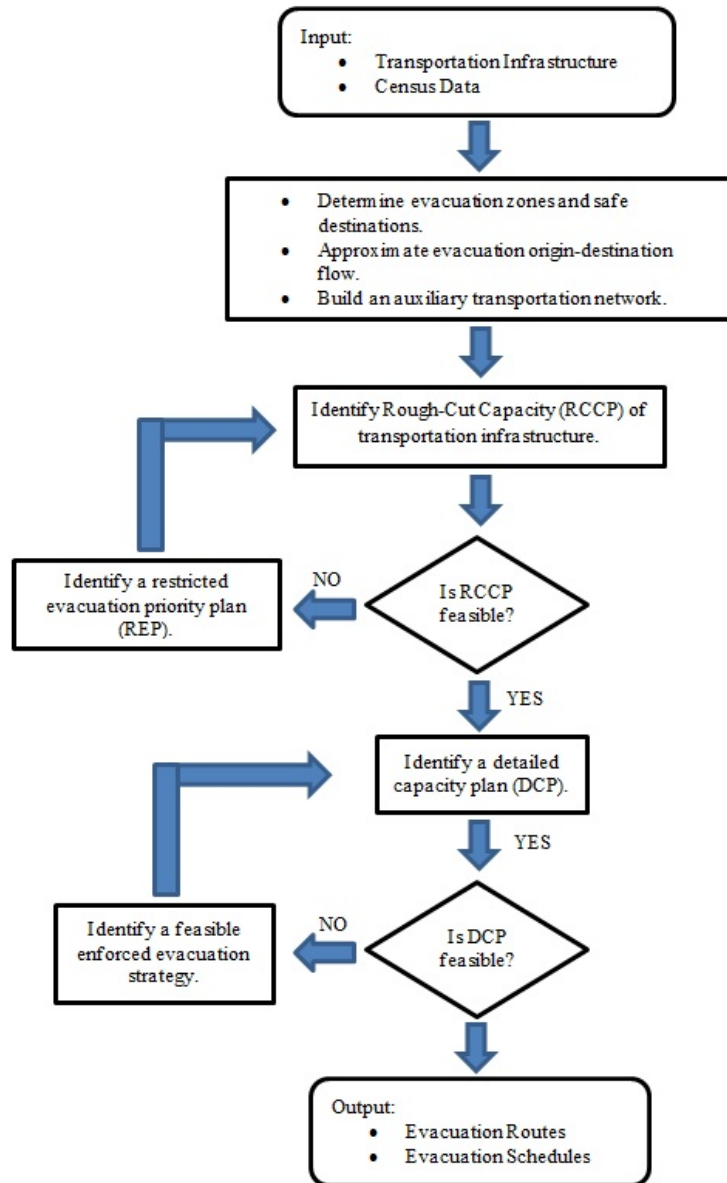 Input:
• Transportation Infrastructure
• Census Data
• Determine evacuation zones and safe
destinations.
• Approximate evacuation origin-destination
flow.
• Build an auxiliary transportation network.
Identify Rough-Cut Capacity (RCCP) of
transportation infrastructure.
Is RCCP
feasible?
NO
Identify a restricted
evacuation priority plan
(REP).
YES
Identify a detailed
capacity plan (DCP).
YES
Is DCP
feasible?
NO
Identify a feasible
enforced evacuation
strategy.
Output:
• Evacuation Routes
• Evacuation Schedules